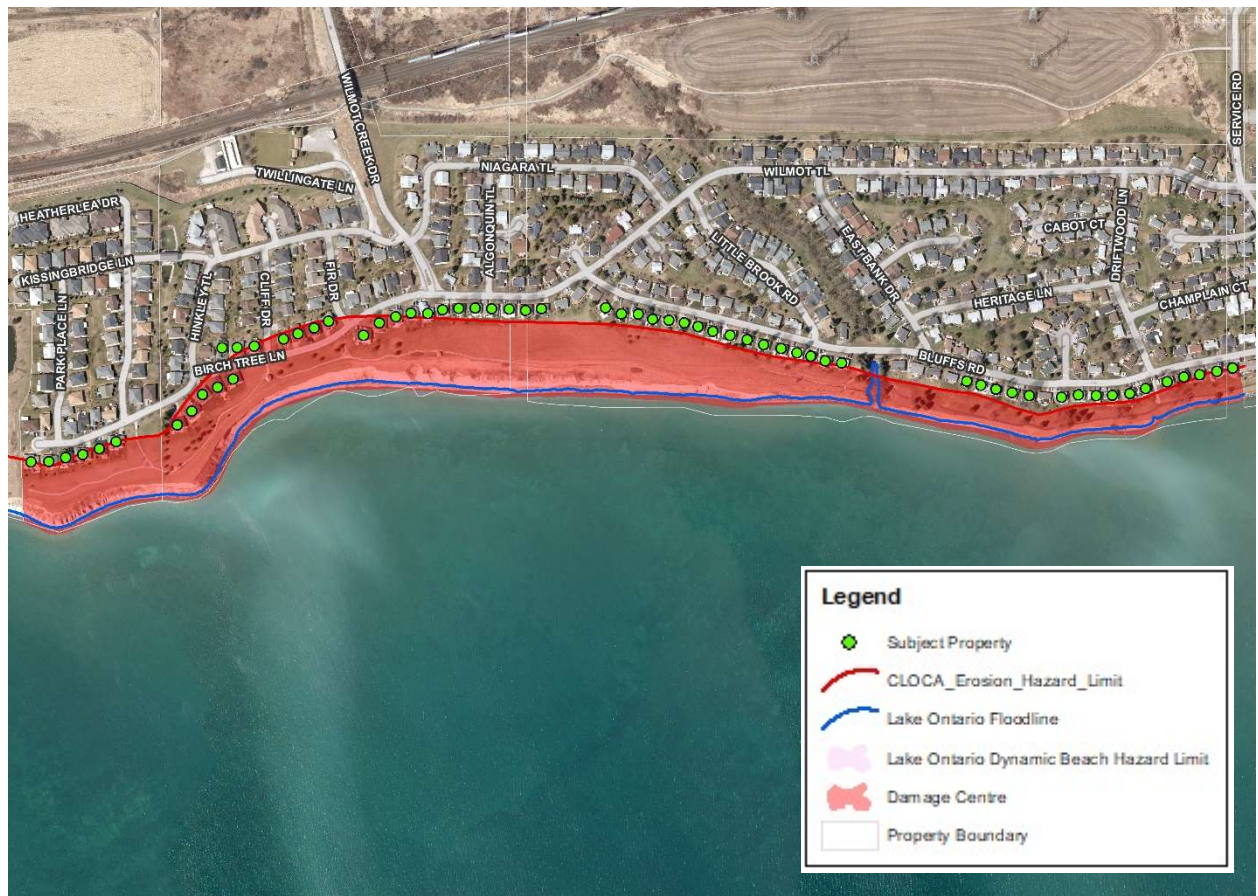 SERVICE RD
WILMOT CREEK DR
NIAGARA TL
WILMOT TL
TWILLINGATE LN
HEATHERLEA DR
ALGONQUIN TL
LITTLE BROOK RD
EAST BANK DR
CABOT CT
DRIFTWOOD LN
KISSINGBRIDGE LN
HINKLEY TL
CLIFF DR
FIR DR
HERITAGE LN
CHAMPLAIN CT
PARK PLACE LN
BIRCH TREE LN
BLUFFS RD
Legend
Subject Property
CLOCA_Erosion_Hazard_Limit
Lake Ontario Floodline
Lake Ontario Dynamic Beach Hazard Limit
Damage Centre
Property Boundary